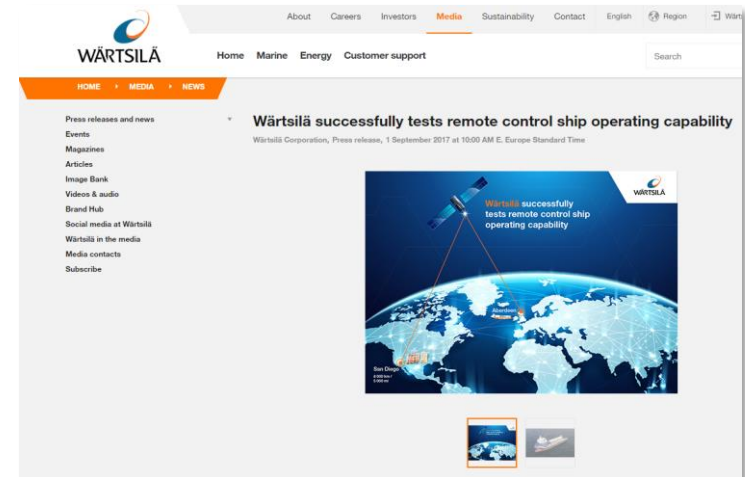 About Careers Investors Media Sustainability Contact English Region
WÄRTSILÄ
Home Marine Energy Customer support
Search
HOME › MEDIA › NEWS
Press releases and news
Events
Magazines
Articles
Image Bank
Videos & audio
Brand Hub
Social media at Wärtsilä
Wärtsilä in the media
Media contacts
Subscribe
Wärtsilä successfully tests remote control ship operating capability
Wärtsilä Corporation, Press release, 1 September 2017 at 10:00 AM E. Europe Standard Time
WÄRTSILÄ
Wärtsilä successfully
tests remote control ship
operating capability
Aberdeen
San Diego